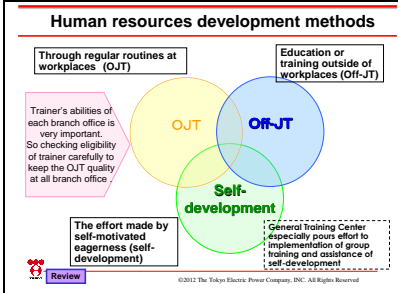 Human resources development methods
Through regular routines at
workplaces (OJT)
Education or
training outside of
workplaces (Off-JT)
Trainer's abilities of
each branch office is
very important.
So checking eligibility
of trainer carefully to
keep the OJT quality
at all branch office .
OJT
Off-JT
Self-
development
The effort made by
self-motivated
eagerness (self-
development)
General Training Center
especially pours effort to
implementation of group
training and assistance of
self-development
Review
©2012 The Tokyo Electric Power Company, INC. All Rights Reserved